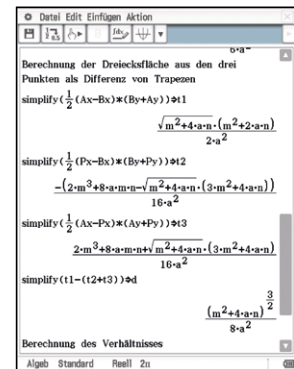 Datei Edit Einfügen Aktion
6·a
Berechnung der Dreiecksfläche aus den drei
Punkten als Differenz von Trapezen
simplify(1/2 (Ax-Bx)*(By+Ay))⇒t1
√(m²+4·a·n)·(m²+2·a·n)/(2·a²)
simplify(1/2 (Px-Bx)*(By+Py))⇒t2
-(2·m³+8·a·m·n-√(m²+4·a·n)·(3·m²+4·a·n))/(16·a²)
simplify(1/2 (Ax-Px)*(Ay+Py))⇒t3
2·m³+8·a·m·n+√(m²+4·a·n)·(3·m²+4·a·n)/(16·a²)
simplify(t1-(t2+t3))⇒d
(m²+4·a·n)^(3/2)/(8·a²)
Berechnung des Verhältnisses
Algeb Standard Reell 2π